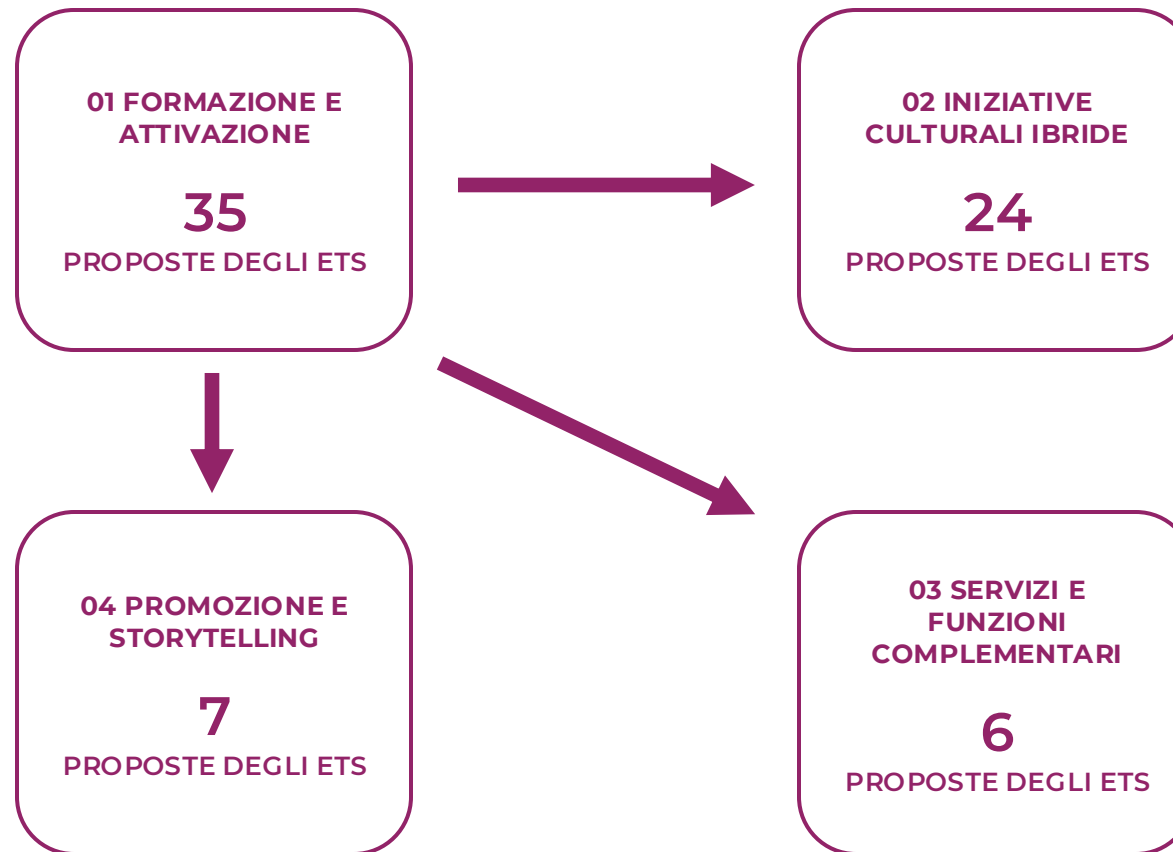 01 FORMAZIONE E
ATTIVAZIONE
35
PROPOSTE DEGLI ETS
02 INIZIATIVE
CULTURALI IBRIDE
24
PROPOSTE DEGLI ETS
04 PROMOZIONE E
STORYTELLING
7
PROPOSTE DEGLI ETS
03 SERVIZI E
FUNZIONI
COMPLEMENTARI
6
PROPOSTE DEGLI ETS